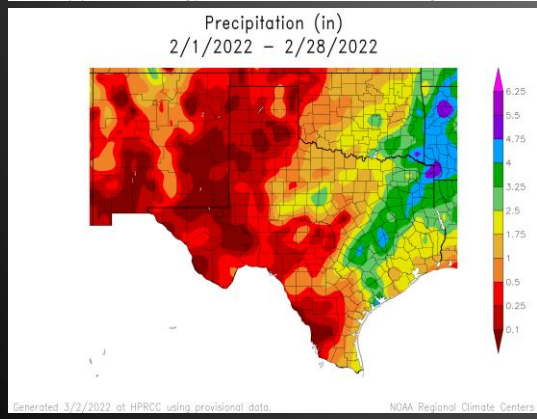 Precipitation (in)
2/1/2022 – 2/28/2022
6.25
5.5
4.75
4
3.25
2.5
1.75
1
0.5
0.25
0.1
Generated 3/2/2022 at HPRCC using provisional data.
NOAA Regional Climate Centers